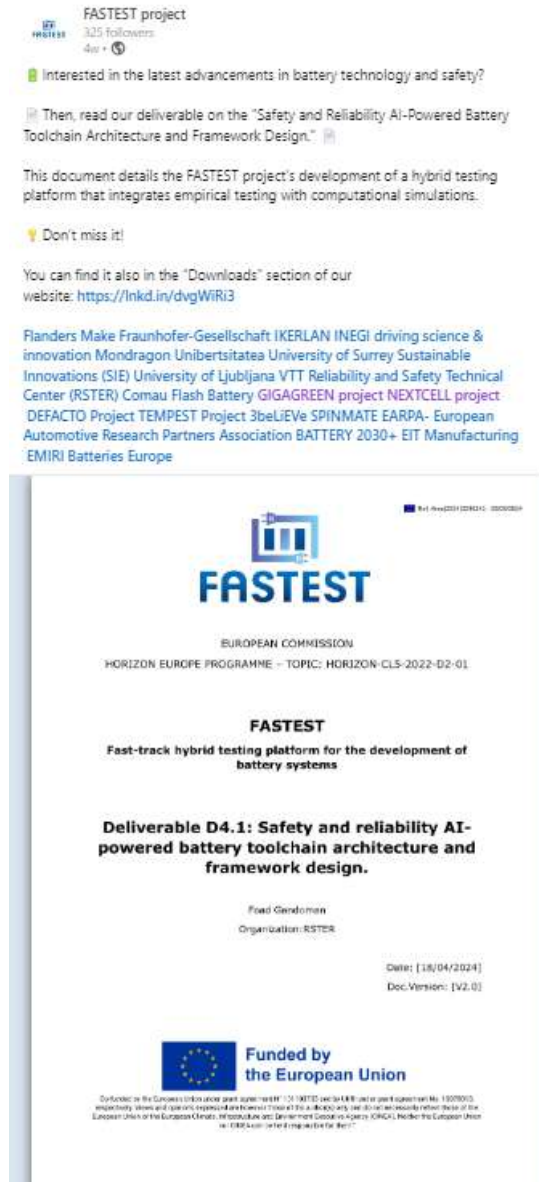 FASTEST project
FASTEST
325 followers
4w •
Interested in the latest advancements in battery technology and safety?
Then, read our deliverable on the "Safety and Reliability AI-Powered Battery
Toolchain Architecture and Framework Design."
This document details the FASTEST project's development of a hybrid testing
platform that integrates empirical testing with computational simulations.
Don't miss it!
You can find it also in the "Downloads" section of our
website: https://lnkd.in/dvgWiRi3
Flanders Make Fraunhofer-Gesellschaft IKERLAN INEGI driving science &
innovation Mondragon Unibertsitatea University of Surrey Sustainable
Innovations (SIE) University of Ljubljana VTT Reliability and Safety Technical
Center (RSTER) Comau Flash Battery GIGAGREEN project NEXTCELL project
DEFACTO Project TEMPEST Project 3beLiEVe SPINMATE EARPA- European
Automotive Research Partners Association BATTERY 2030+ EIT Manufacturing
EMIRI Batteries Europe
FASTEST
EUROPEAN COMMISSION
HORIZON EUROPE PROGRAMME – TOPIC: HORIZON-CL5-2022-D2-01
FASTEST
Fast-track hybrid testing platform for the development of
battery systems
Deliverable D4.1: Safety and reliability AI-
powered battery toolchain architecture and
framework design.
Foad Gandoman
Organization: RSTER
Date: [18/04/2024]
Doc.Version: [V2.0]
Funded by
the European Union